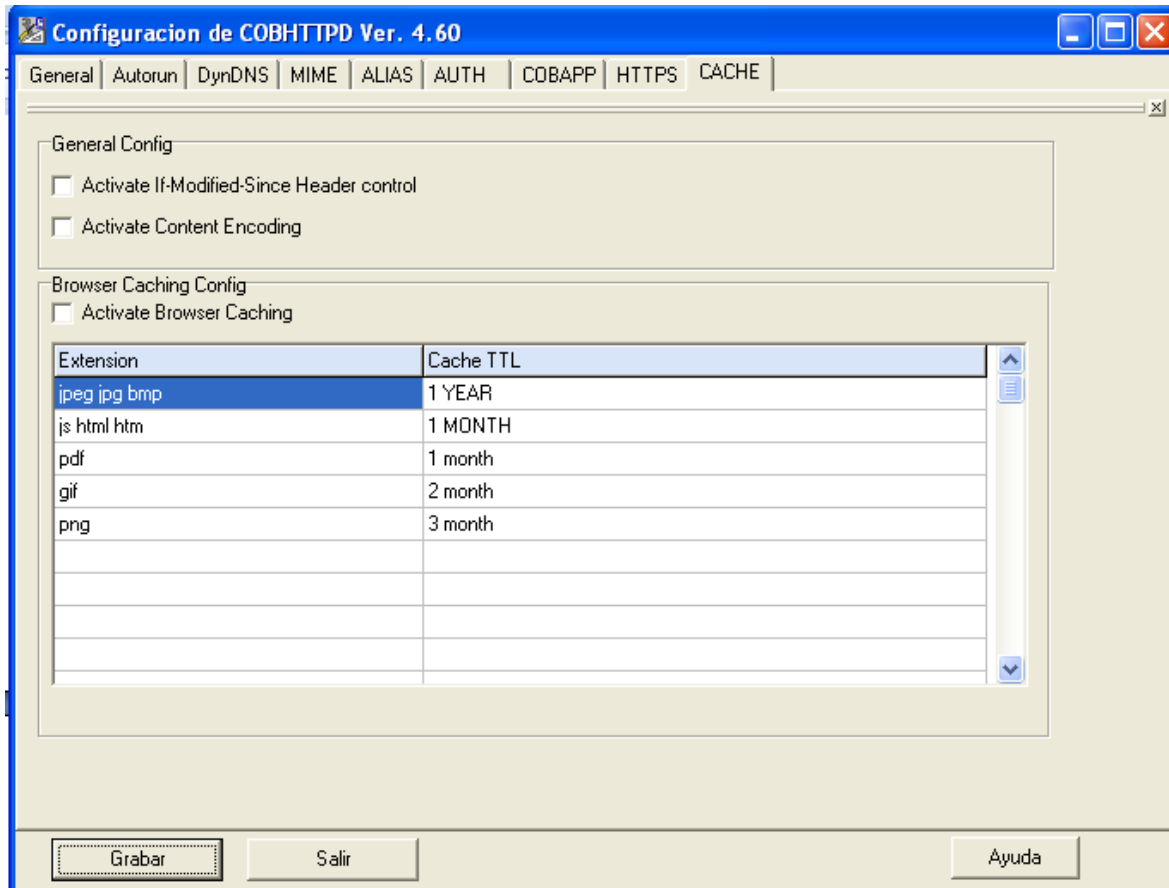 Configuracion de COBHTTPD Ver. 4.60
General Autorun DynDNS MIME ALIAS AUTH COBAPP HTTPS CACHE
General Config
Activate If-Modified-Since Header control
Activate Content Encoding
Browser Caching Config
Activate Browser Caching
Extension Cache TTL
jpeg jpg bmp 1 YEAR
js html htm 1 MONTH
pdf 1 month
gif 2 month
png 3 month
Grabar Salir Ayuda